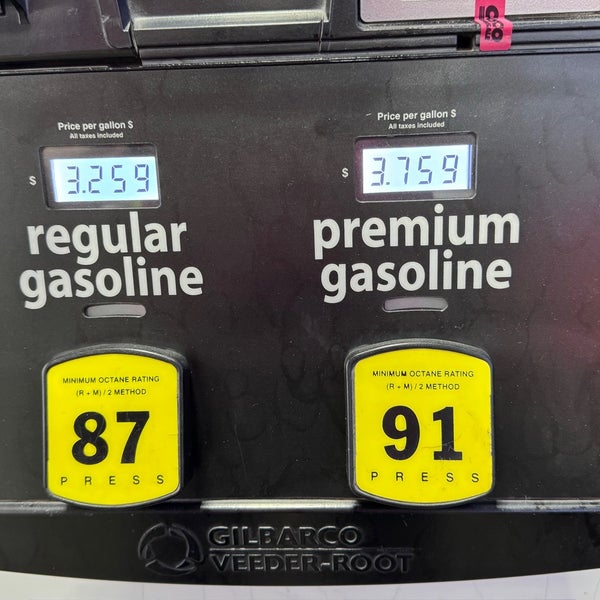 Price per gallon $
All taxes included
$ 3.259
regular
gasoline
MINIMUM OCTANE RATING
(R + M) / 2 METHOD
87
PRESS
Price per gallon $
All taxes included
$ 3.759
premium
gasoline
MINIMUM OCTANE RATING
(R + M) / 2 METHOD
91
PRESS
GILBARCO
VEEDER-ROOT